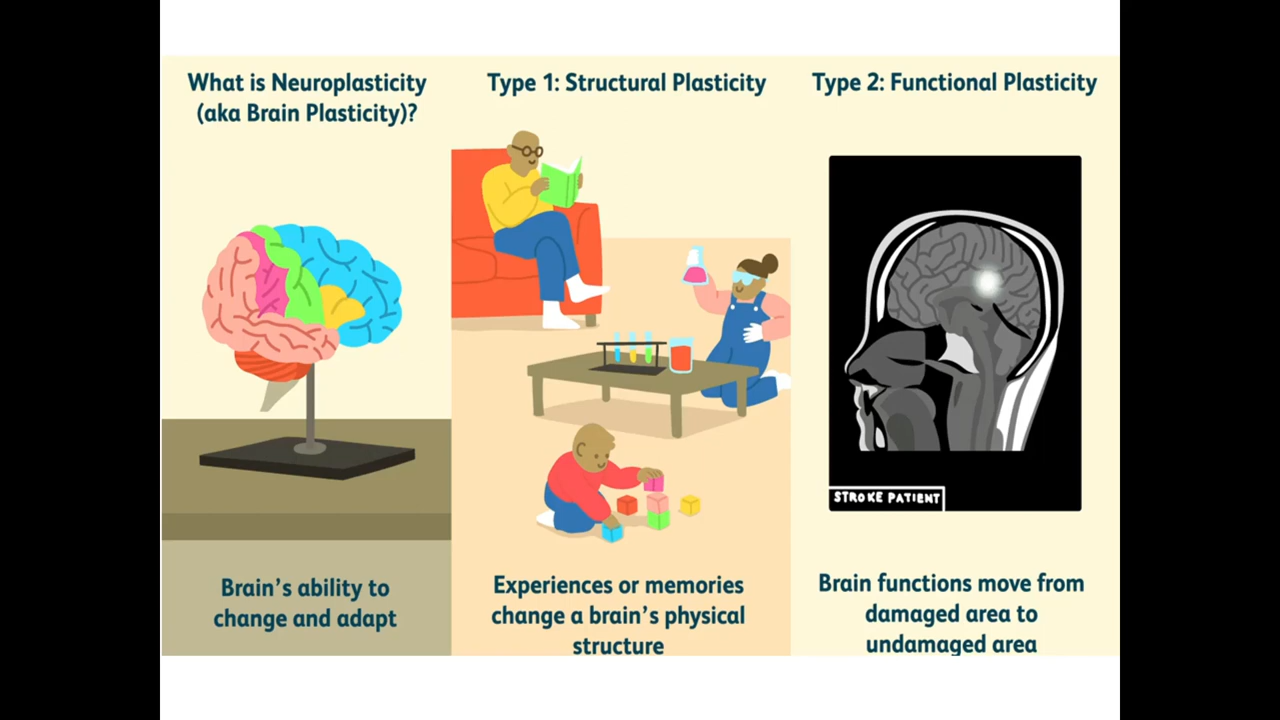 What is Neuroplasticity
(aka Brain Plasticity)?
Brain's ability to
change and adapt
Type 1: Structural Plasticity
Experiences or memories
change a brain's physical
structure
Type 2: Functional Plasticity
STROKE PATIENT
Brain functions move from
damaged area to
undamaged area